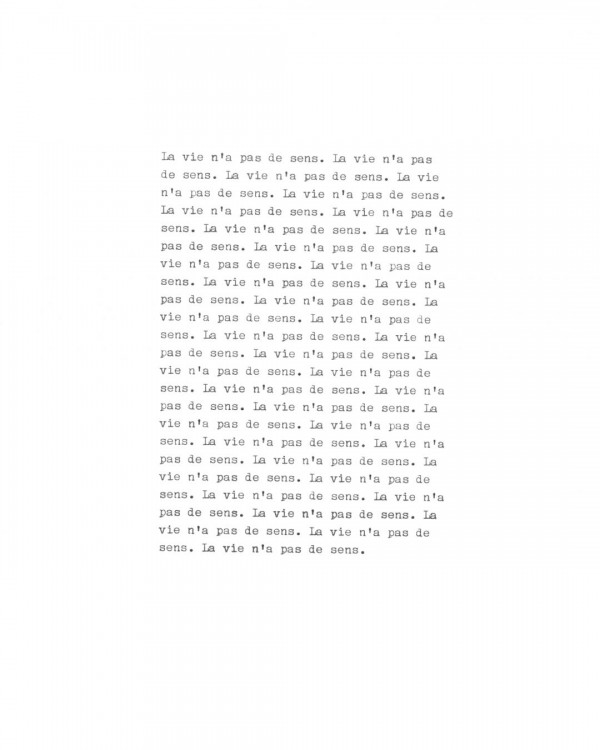 La vie n'a pas de sens. La vie n'a pas
de sens. La vie n'a pas de sens. La vie
n'a pas de sens. La vie n'a pas de sens.
La vie n'a pas de sens. La vie n'a pas de
sens. La vie n'a pas de sens. La vie n'a
pas de sens. La vie n'a pas de sens. La
vie n'a pas de sens. La vie n'a pas de
sens. La vie n'a pas de sens. La vie n'a
pas de sens. La vie n'a pas de sens. La
vie n'a pas de sens. La vie n'a pas de
sens. La vie n'a pas de sens. La vie n'a
pas de sens. La vie n'a pas de sens. La
vie n'a pas de sens. La vie n'a pas de
sens. La vie n'a pas de sens. La vie n'a
pas de sens. La vie n'a pas de sens. La
vie n'a pas de sens. La vie n'a pas de
sens. La vie n'a pas de sens. La vie n'a
pas de sens. La vie n'a pas de sens. La
vie n'a pas de sens. La vie n'a pas de
sens. La vie n'a pas de sens. La vie n'a
pas de sens. La vie n'a pas de sens. La
vie n'a pas de sens. La vie n'a pas de
sens. La vie n'a pas de sens.